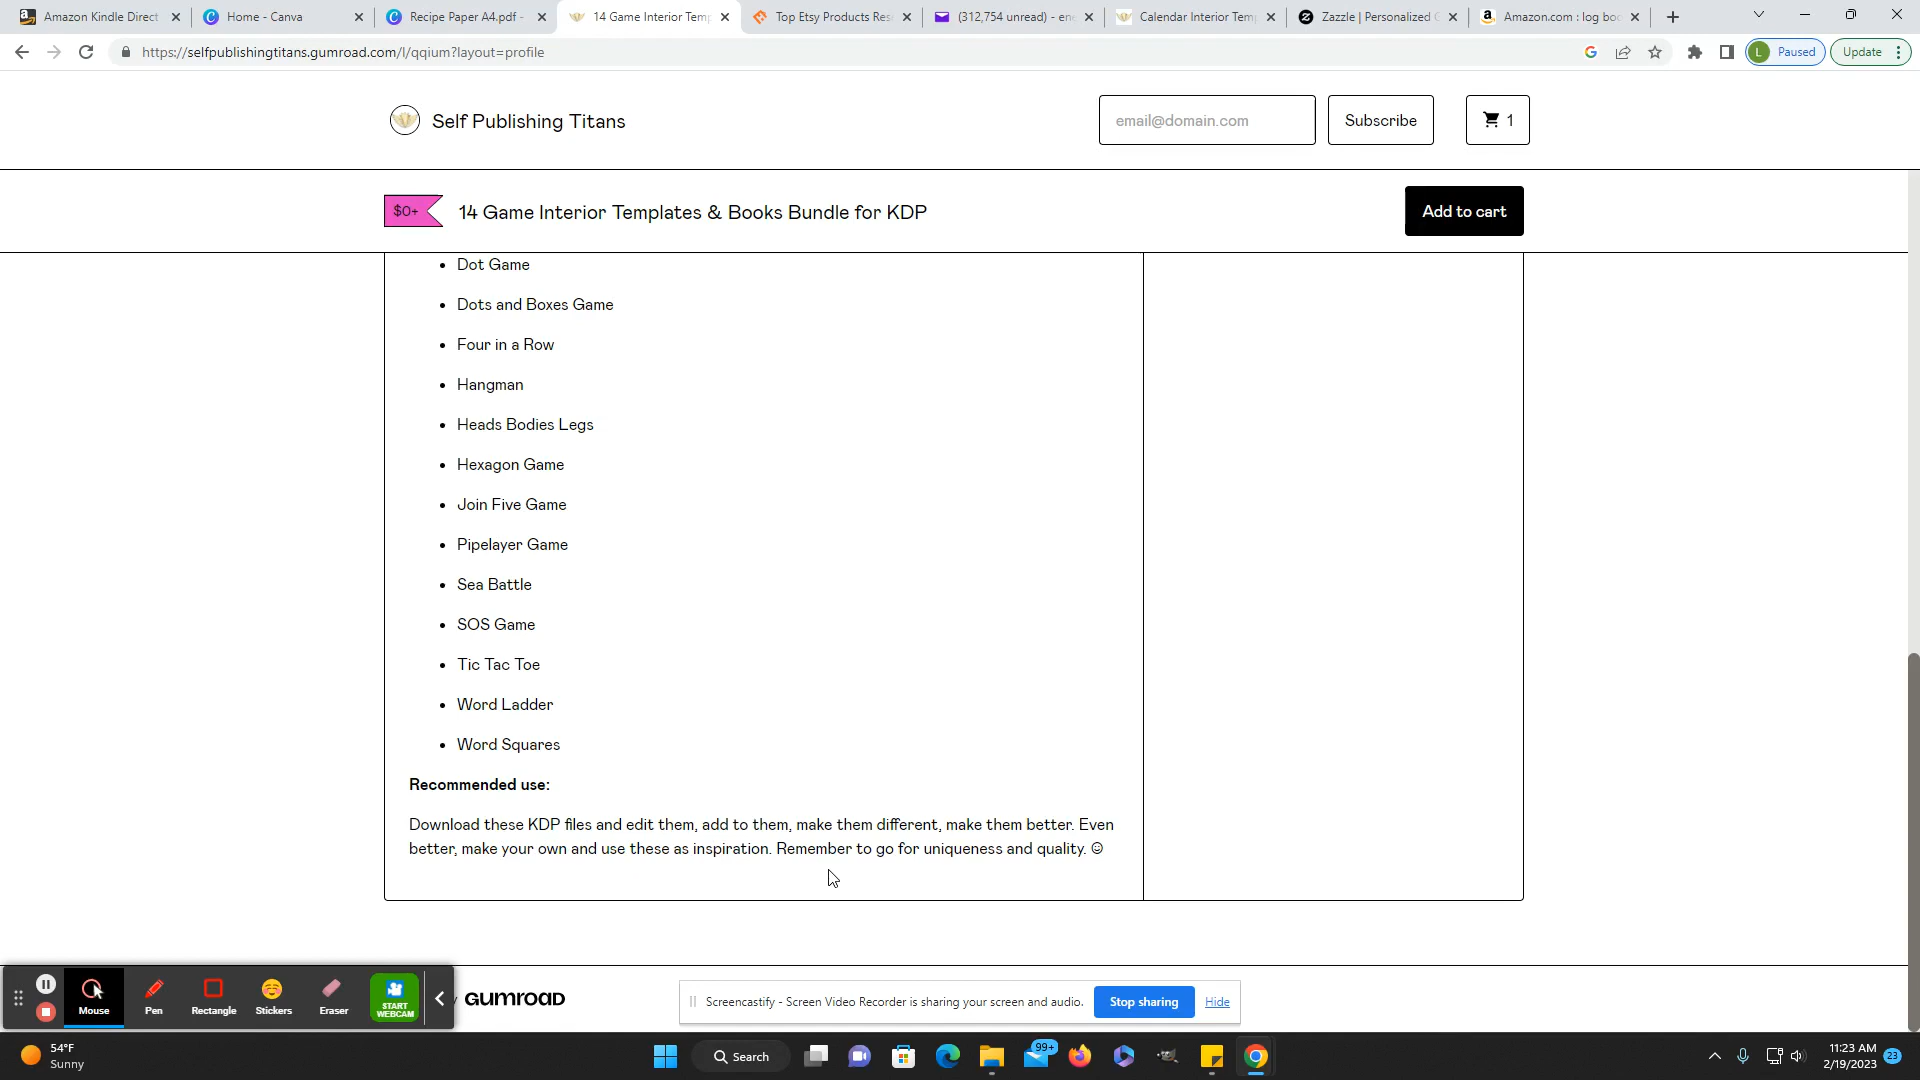 Amazon Kindle Direct
Home - Canva
Recipe Paper A4.pdf -
14 Game Interior Temp
Top Etsy Products Res
(312,754 unread) - en
Calendar Interior Tem
Zazzle | Personalized G
Amazon.com : log boo
https://selfpublishingtitans.gumroad.com/l/qqium?layout=profile
L
Paused
Update
Self Publishing Titans
email@domain.com
Subscribe
1
$0+
14 Game Interior Templates & Books Bundle for KDP
Add to cart
• Dot Game
• Dots and Boxes Game
• Four in a Row
• Hangman
• Heads Bodies Legs
• Hexagon Game
• Join Five Game
• Pipelayer Game
• Sea Battle
• SOS Game
• Tic Tac Toe
• Word Ladder
• Word Squares
Recommended use:
Download these KDP files and edit them, add to them, make them different, make them better. Even
better, make your own and use these as inspiration. Remember to go for uniqueness and quality. ☺
Mouse
Pen
Rectangle
Stickers
Eraser
START WEBCAM
GUMROAD
Screencastify - Screen Video Recorder is sharing your screen and audio.
Stop sharing
Hide
54°F
Sunny
Search
99+
11:23 AM
2/19/2023
23